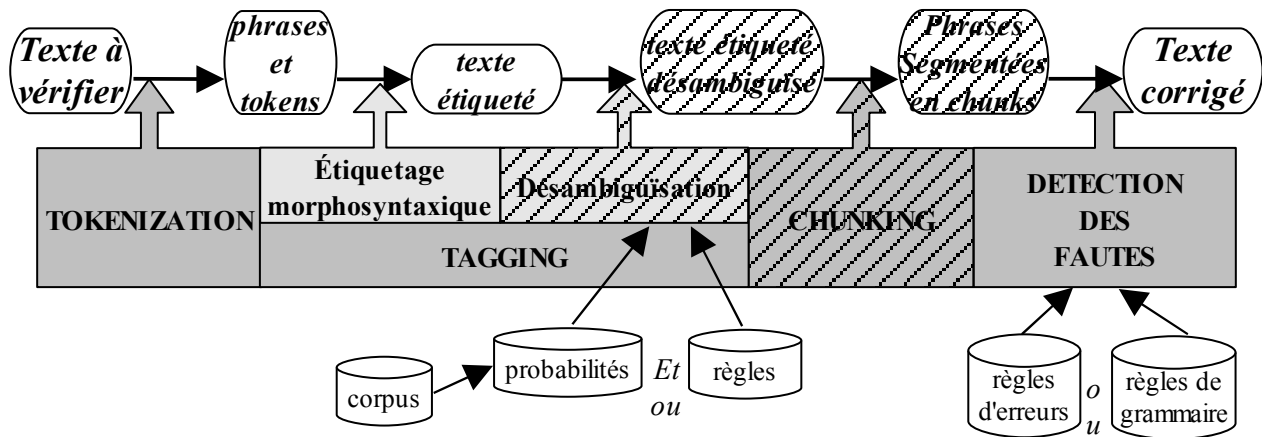 Texte à
vérifier
phrases
et
tokens
texte
étiqueté
texte étiqueté
désambiguïsé
Phrases
Segmentées
en chunks
Texte
corrigé
TOKENIZATION
Étiquetage
morphosyntaxique
Désambiguïsation
TAGGING
CHUNKING
DETECTION
DES
FAUTES
corpus
probabilités
Et
ou
règles
règles
d'erreurs
o
u
règles de
grammaire